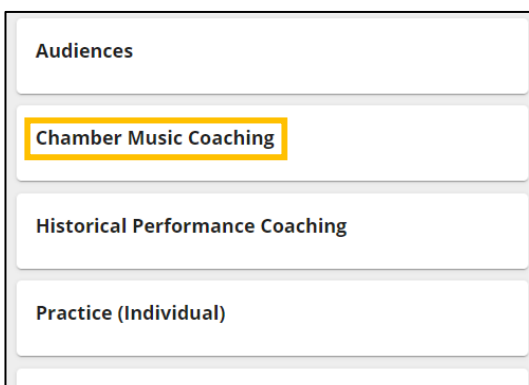 Audiences
Chamber Music Coaching
Historical Performance Coaching
Practice (Individual)